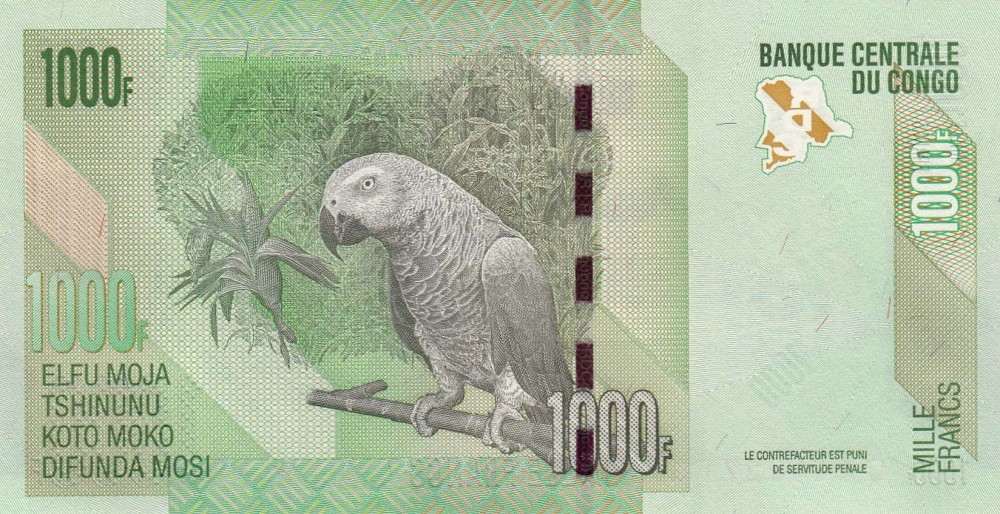 1000F
BANQUE CENTRALE
DU CONGO
1000
1000F
ELFU MOJA
TSHINUNU
KOTO MOKO
DIFUNDA MOSI
1000F
MILLE
FRANCS
LE CONTREFACTEUR EST PUNI
DE SERVITUDE PENALE